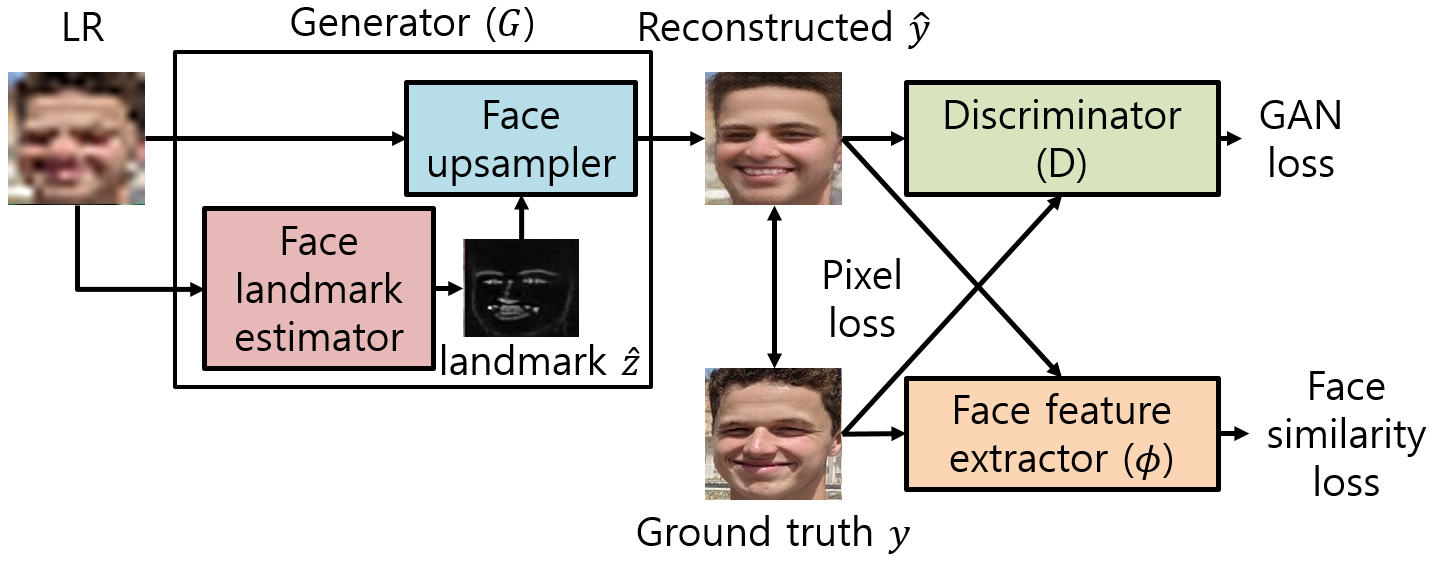 LR
Generator (𝐺)
Reconstructed ŷ
Face
upsampler
Discriminator
(D)
GAN
loss
Face
landmark
estimator
landmark ẑ
Pixel
loss
Face feature
extractor (𝜙)
Face
similarity
loss
Ground truth 𝑦